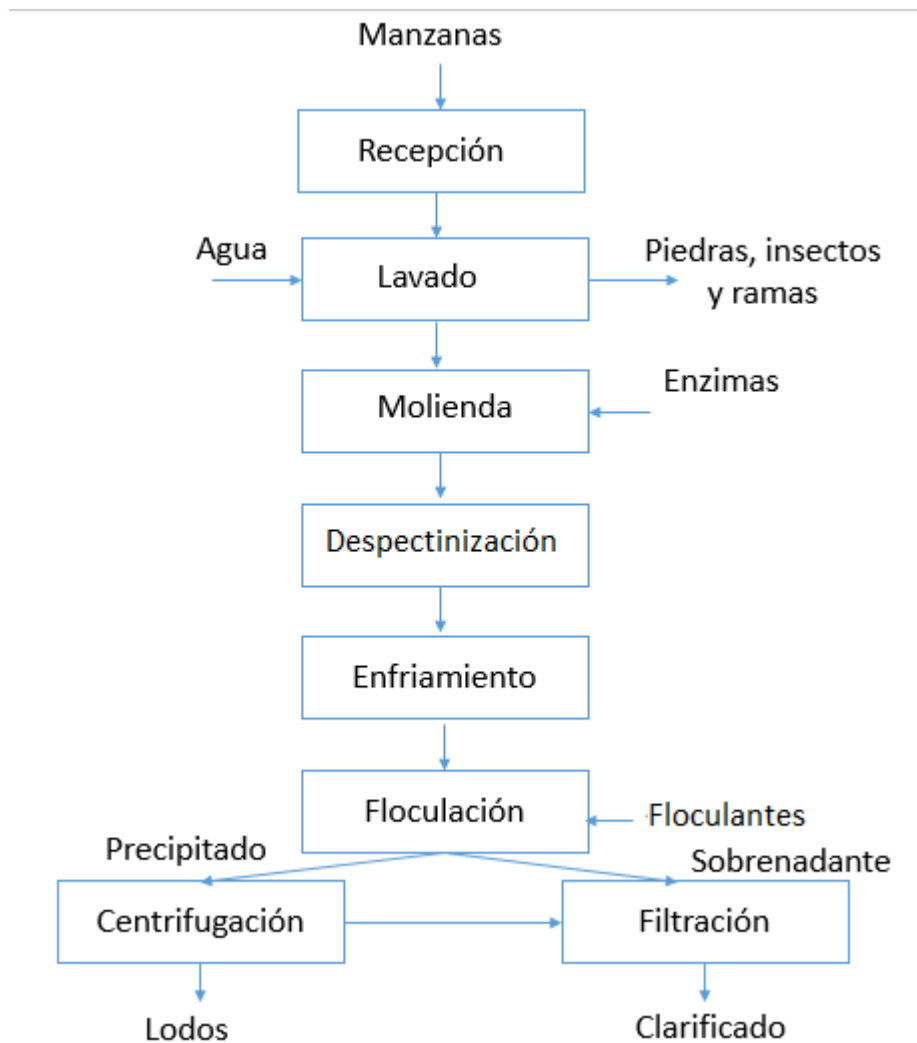 Manzanas
Recepción
Agua
Lavado
Piedras, insectos
y ramas
Enzimas
Molienda
Despectinización
Enfriamiento
Floculación
Floculantes
Precipitado
Sobrenadante
Centrifugación
Filtración
Lodos
Clarificado